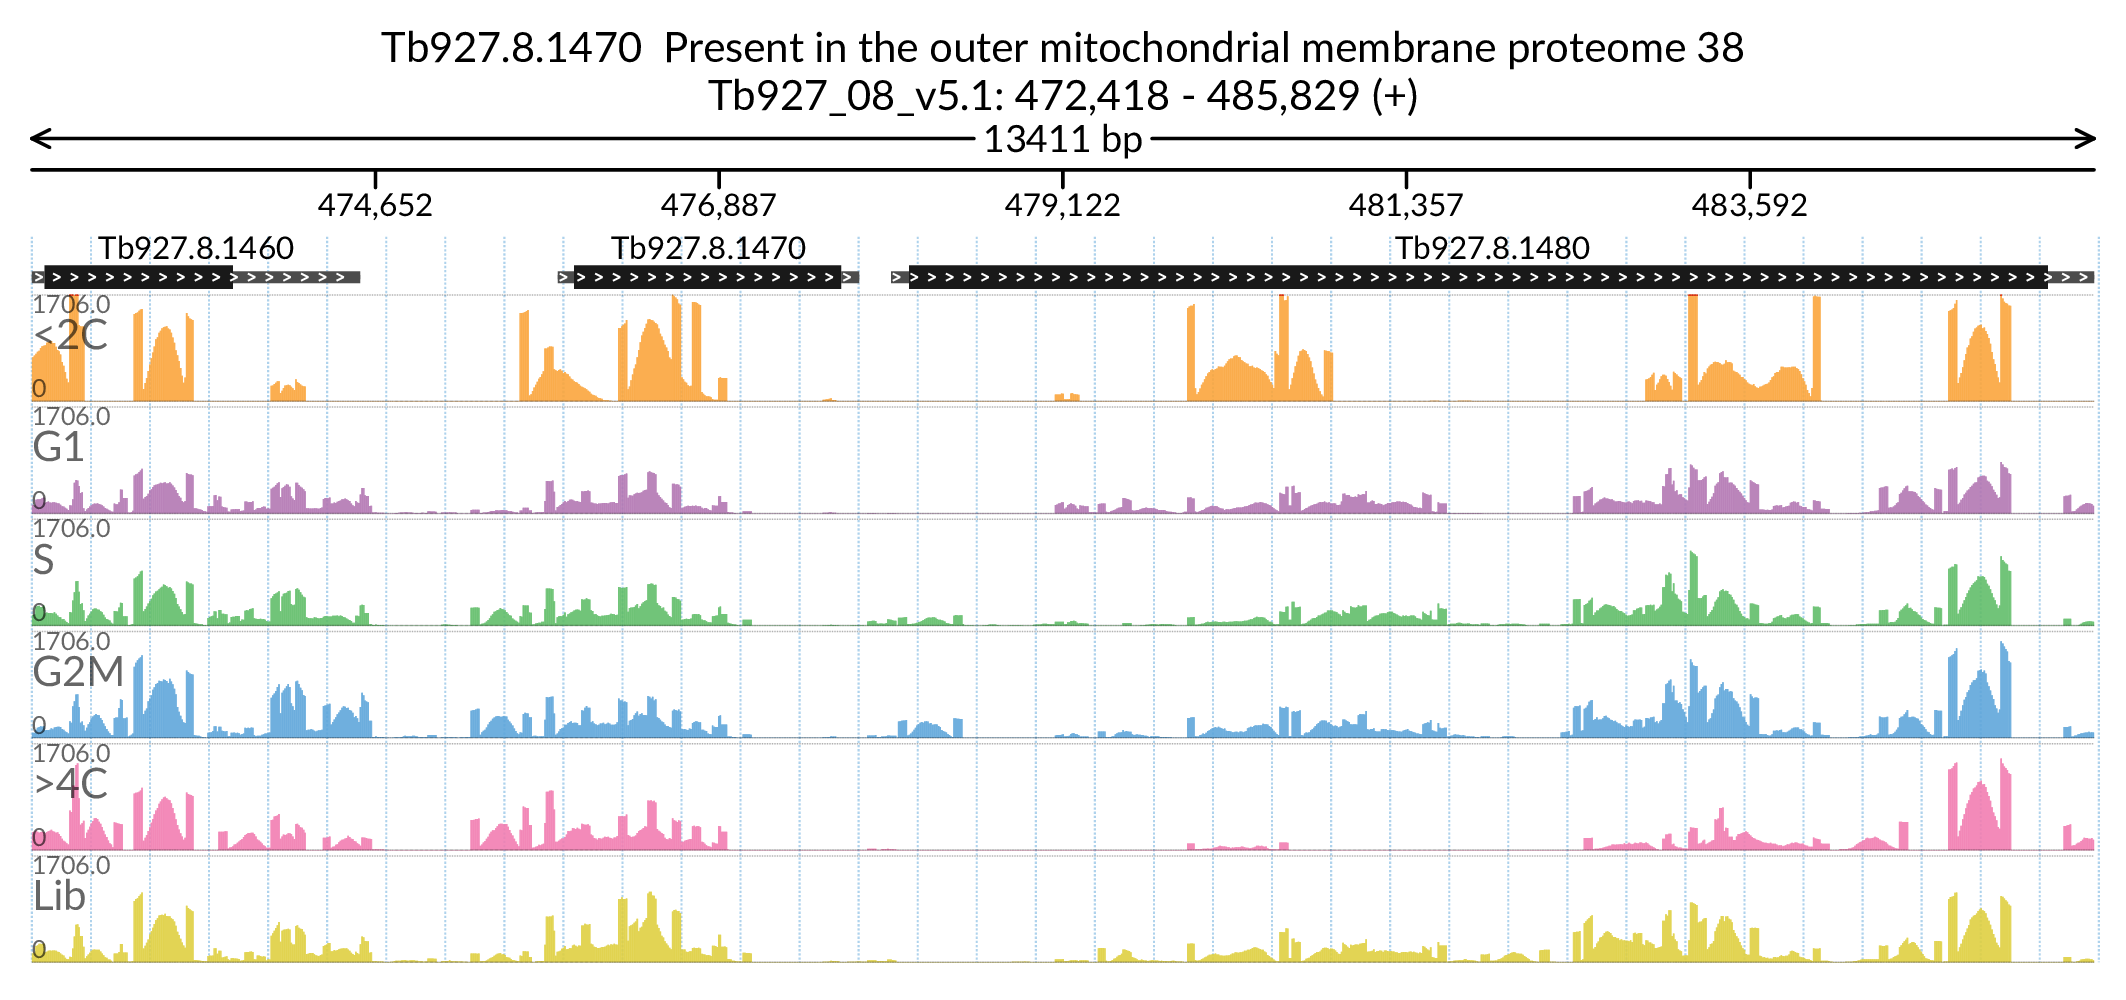 Tb927.8.1470  Present in the outer mitochondrial membrane proteome 38
Tb927_08_v5.1: 472,418 - 485,829 (+)
13411 bp
474,652 476,887 479,122 481,357 483,592
Tb927.8.1460 Tb927.8.1470 Tb927.8.1480
1706.0
<2C
0
1706.0
G1
0
1706.0
S
0
1706.0
G2M
0
1706.0
>4C
0
1706.0
Lib
0